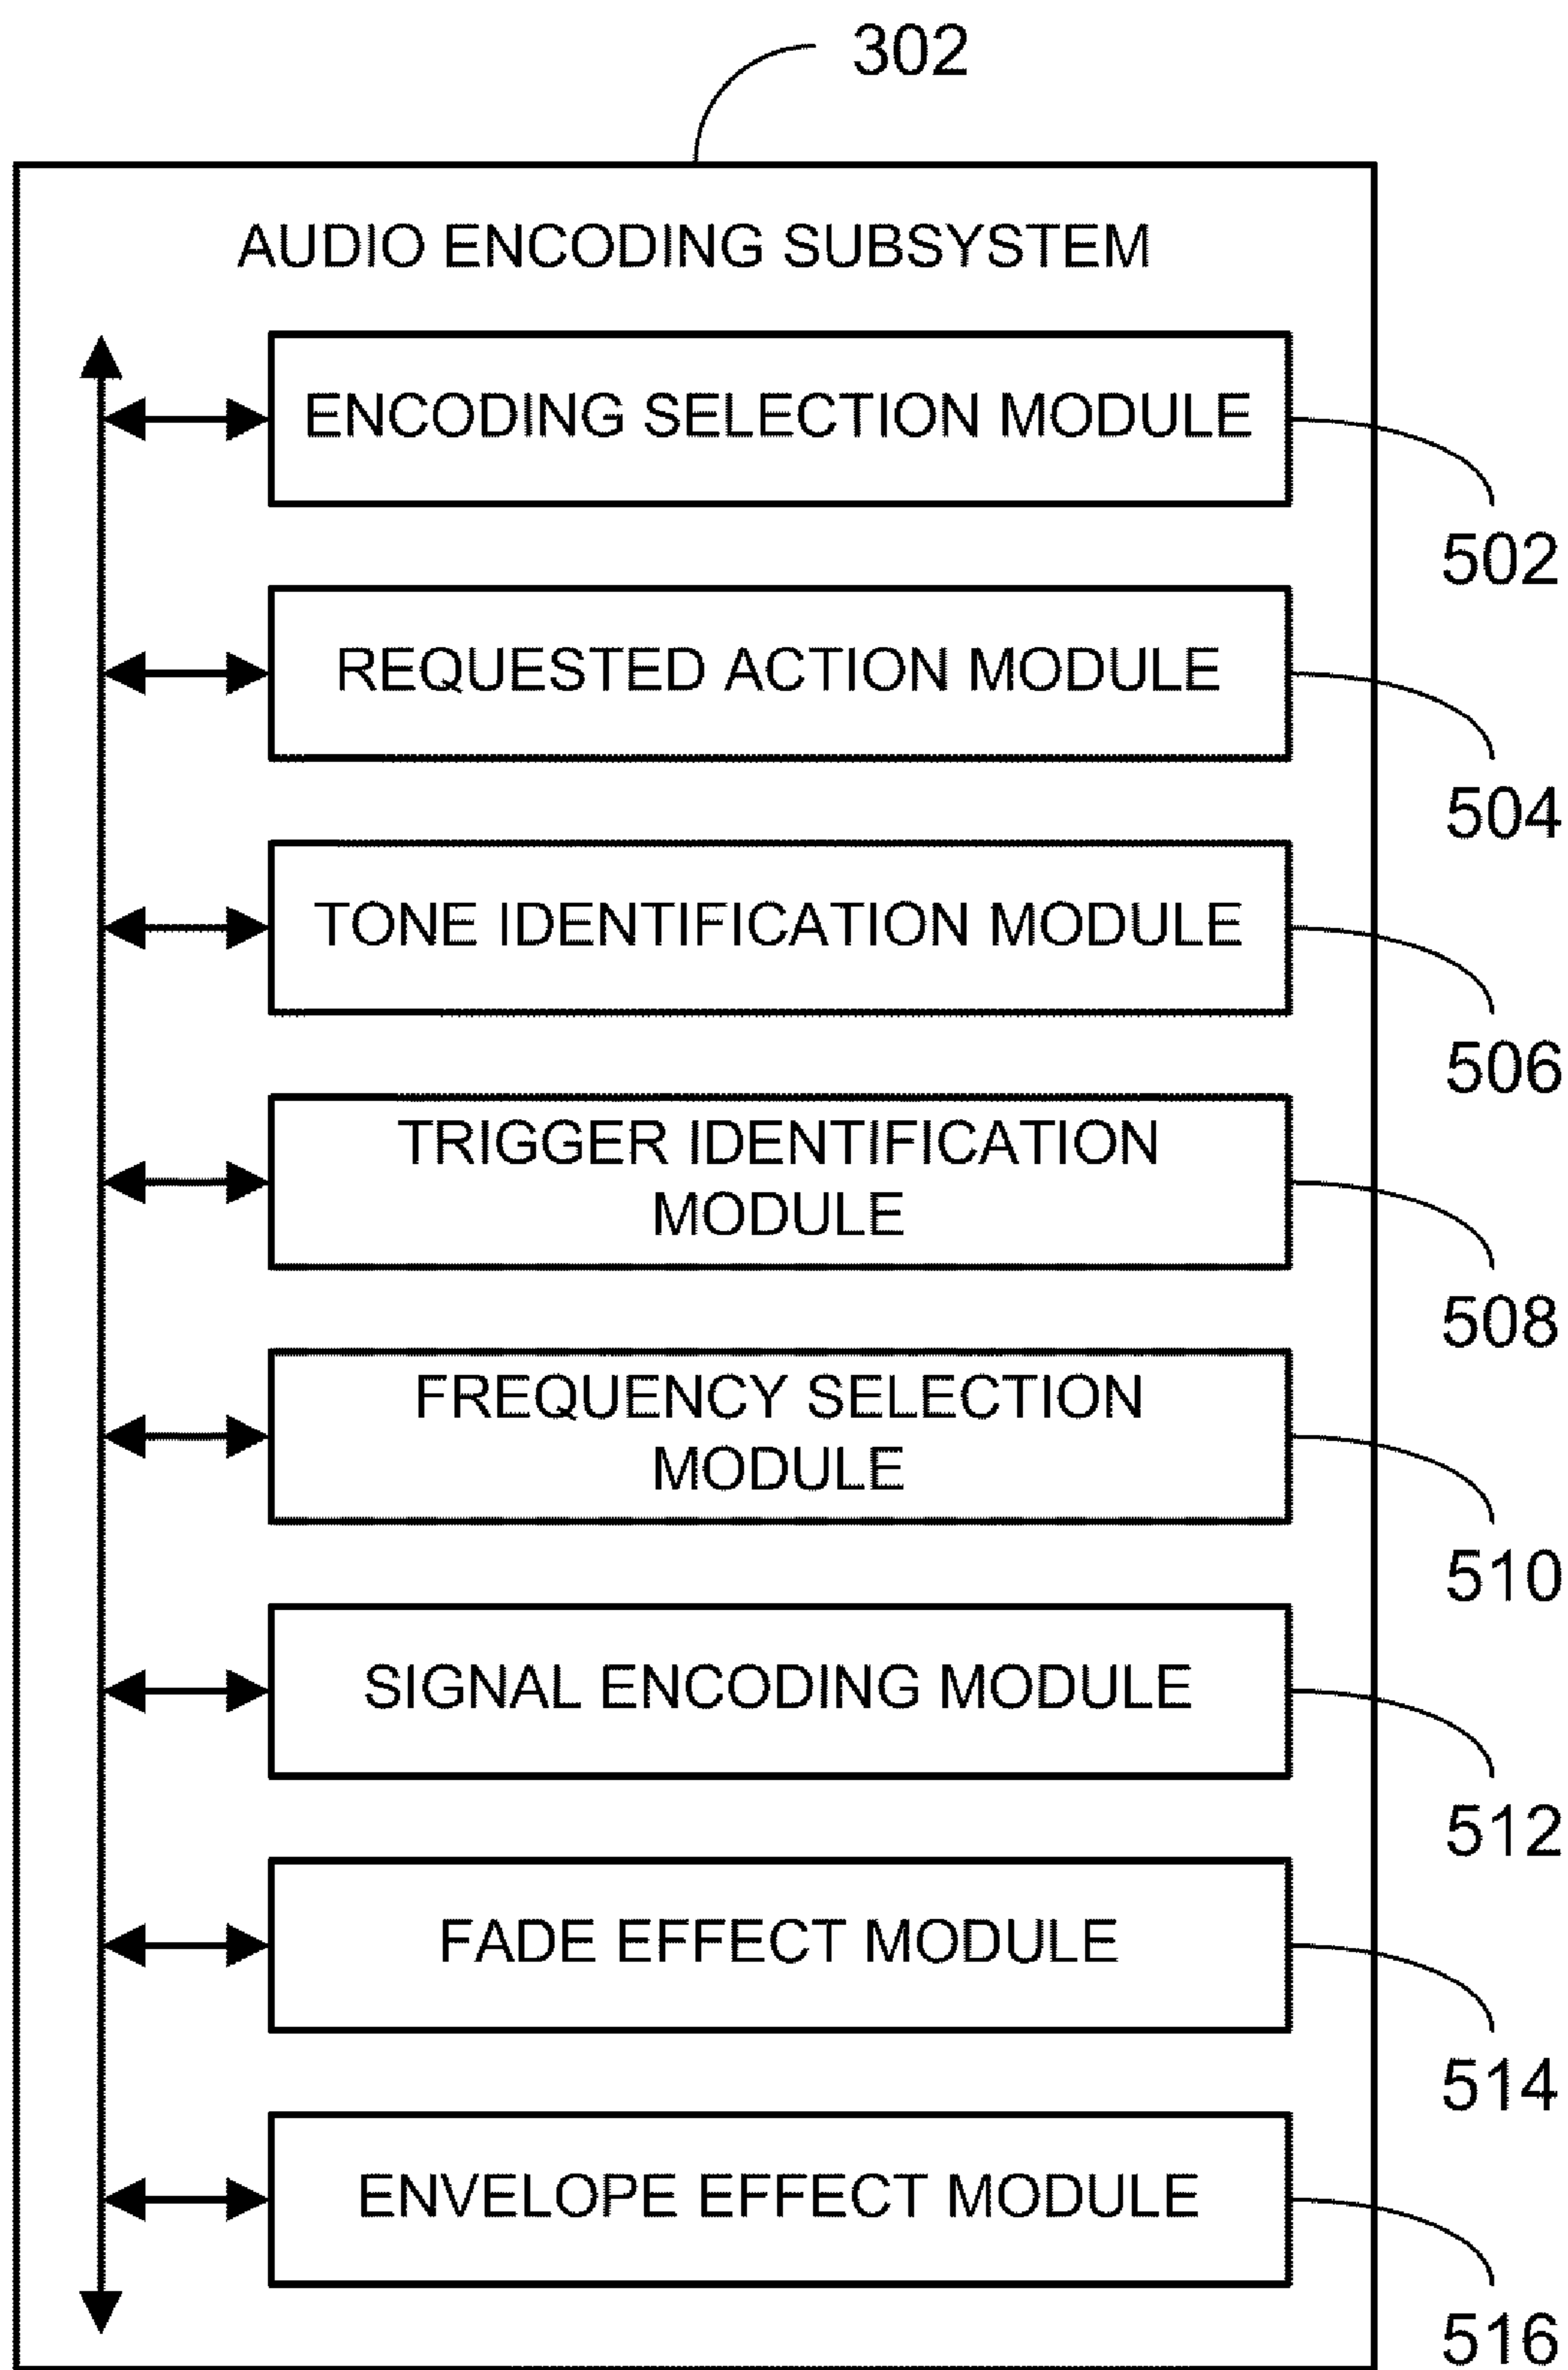 302
AUDIO ENCODING SUBSYSTEM
ENCODING SELECTION MODULE
502
REQUESTED ACTION MODULE
504
TONE IDENTIFICATION MODULE
506
TRIGGER IDENTIFICATION
MODULE
508
FREQUENCY SELECTION
MODULE
510
SIGNAL ENCODING MODULE
512
FADE EFFECT MODULE
514
ENVELOPE EFFECT MODULE
516